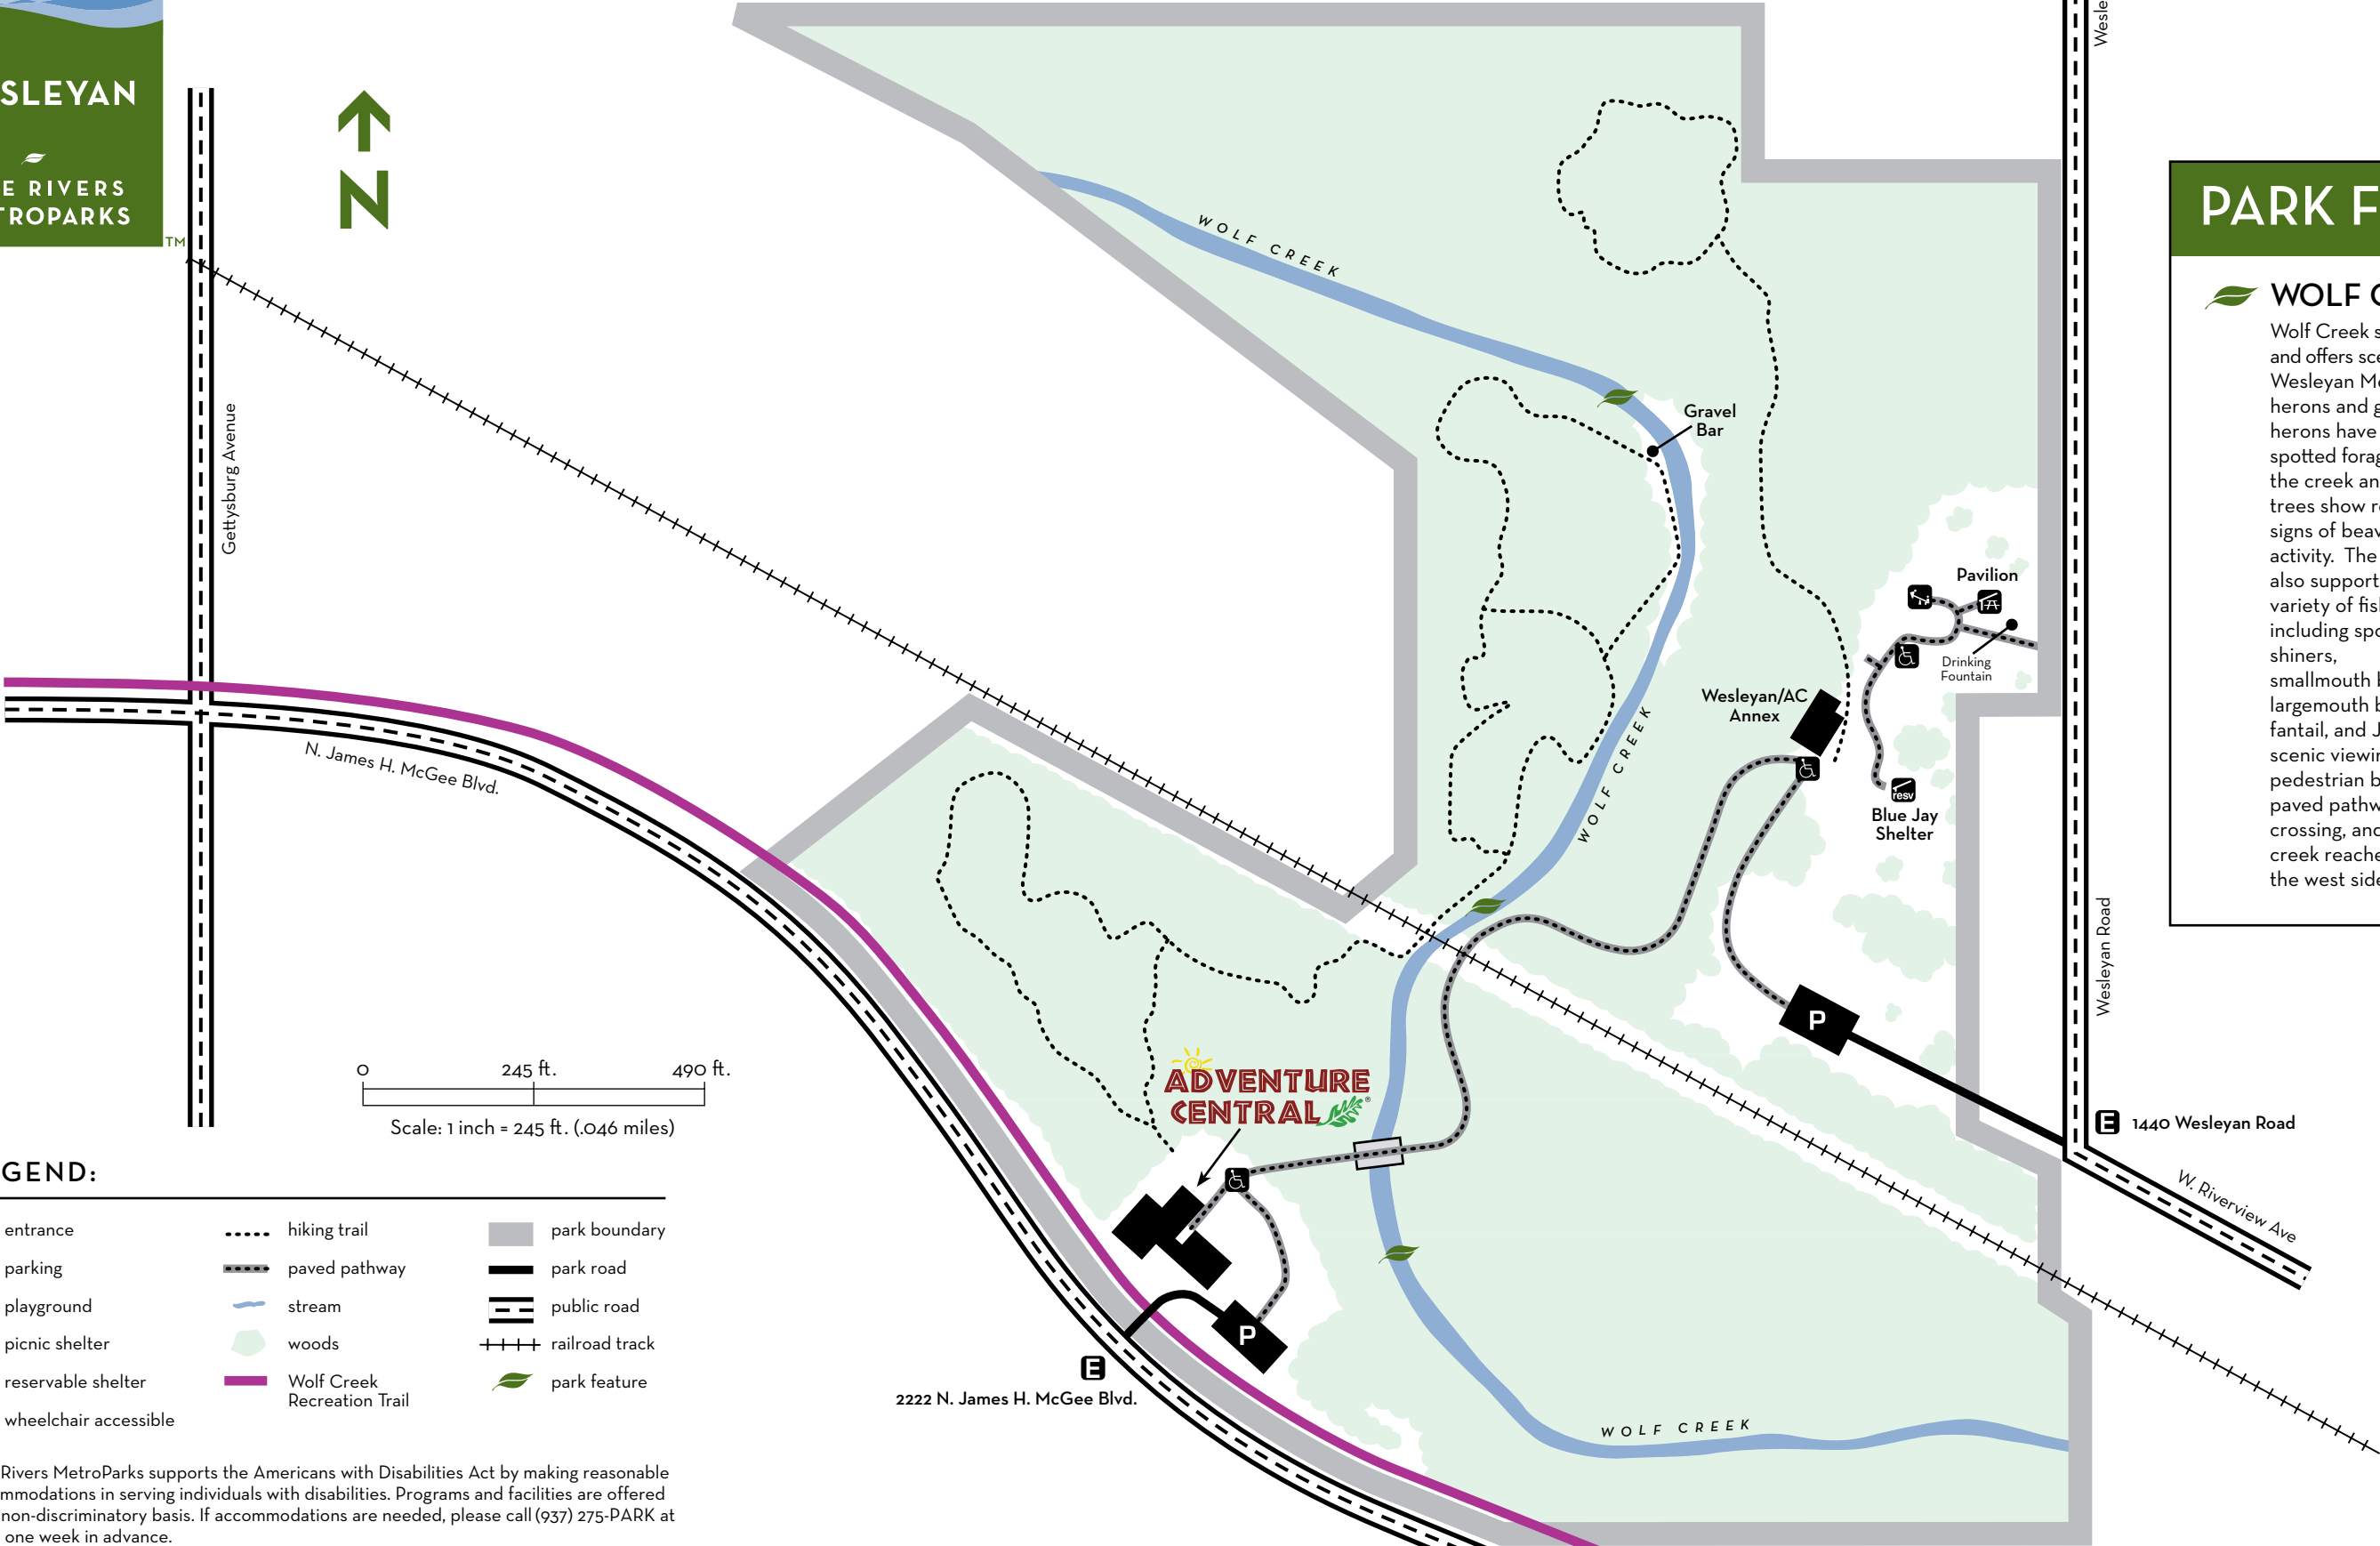 SLEYAN
E RIVERS
TROPARKS
TM
N
Gettysburg Avenue
N. James H. McGee Blvd.
0 245 ft. 490 ft.
Scale: 1 inch = 245 ft. (.046 miles)
GEND:
entrance
parking
playground
picnic shelter
reservable shelter
wheelchair accessible
hiking trail
paved pathway
stream
woods
Wolf Creek
Recreation Trail
park boundary
park road
public road
railroad track
park feature
Rivers MetroParks supports the Americans with Disabilities Act by making reasonable
mmodations in serving individuals with disabilities. Programs and facilities are offered
non-discriminatory basis. If accommodations are needed, please call (937) 275-PARK at
one week in advance.
WOLF CREEK
Gravel
Bar
Pavilion
Drinking
Fountain
Wesleyan/AC
Annex
resv
Blue Jay
Shelter
WOLF CREEK
P
ADVENTURE
CENTRAL®
P
E
2222 N. James H. McGee Blvd.
WOLF CREEK
Wesle
Wesleyan Road
E 1440 Wesleyan Road
W. Riverview Ave
PARK F
WOLF C
Wolf Creek s
and offers sce
Wesleyan Me
herons and g
herons have
spotted forag
the creek an
trees show re
signs of beav
activity. The
also support
variety of fis
including spo
shiners,
smallmouth b
largemouth b
fantail, and J
scenic viewin
pedestrian b
paved pathw
crossing, and
creek reache
the west side